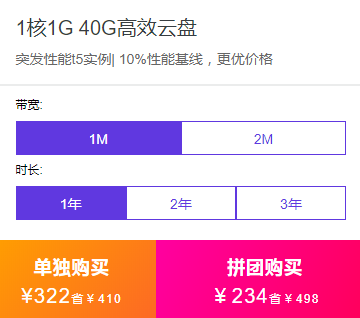 1核1G 40G高效云盘
突发性能t5实例| 10%性能基线，更优价格
带宽:
1M 2M
时长:
1年 2年 3年
单独购买 拼团购买
¥322省￥410 ￥234省￥498